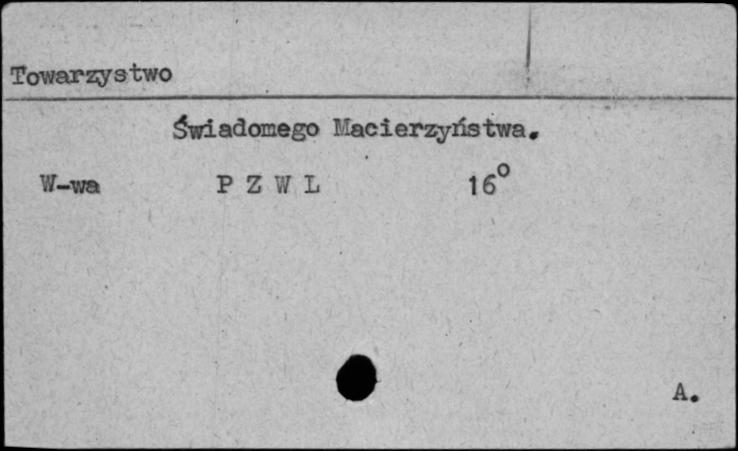 Towarzystwo
Świadomego Macierzyństwa.
W-wa P Z W L 16°
A.